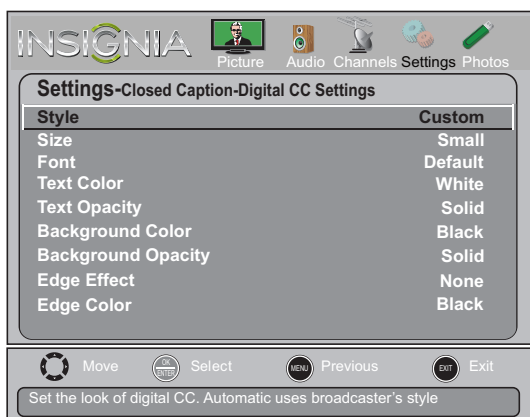 INSIGNIA
Picture Audio Channels Settings Photos
Settings-Closed Caption-Digital CC Settings
Style Custom
Size Small
Font Default
Text Color White
Text Opacity Solid
Background Color Black
Background Opacity Solid
Edge Effect None
Edge Color Black
Move OK ENTER Select MENU Previous EXIT Exit
Set the look of digital CC. Automatic uses broadcaster’s style